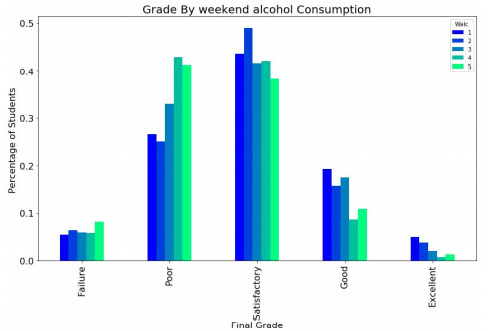 Grade By weekend alcohol Consumption
Walc
1
2
3
4
5
Percentage of Students
0.5
0.4
0.3
0.2
0.1
0.0
Failure
Poor
Satisfactory
Good
Excellent
Final Grade